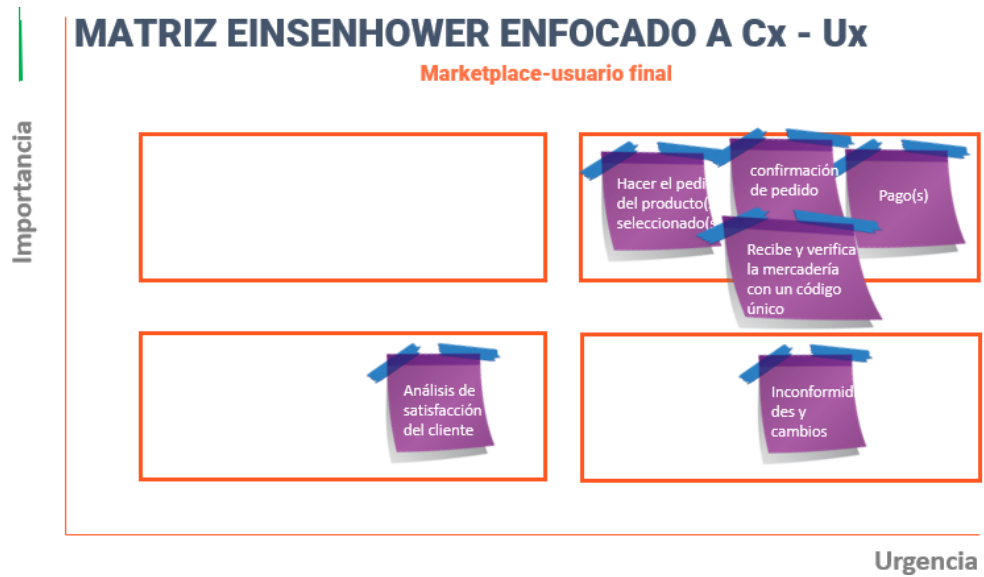 MATRIZ EINSENHOWER ENFOCADO A Cx - Ux
Marketplace-usuario final
Importancia
Hacer el pedi
del producto(
seleccionado(s
confirmación
de pedido
Pago(s)
Recibe y verifica
la mercadería
con un código
único
Análisis de
satisfacción
del cliente
Inconformid
des y
cambios
Urgencia